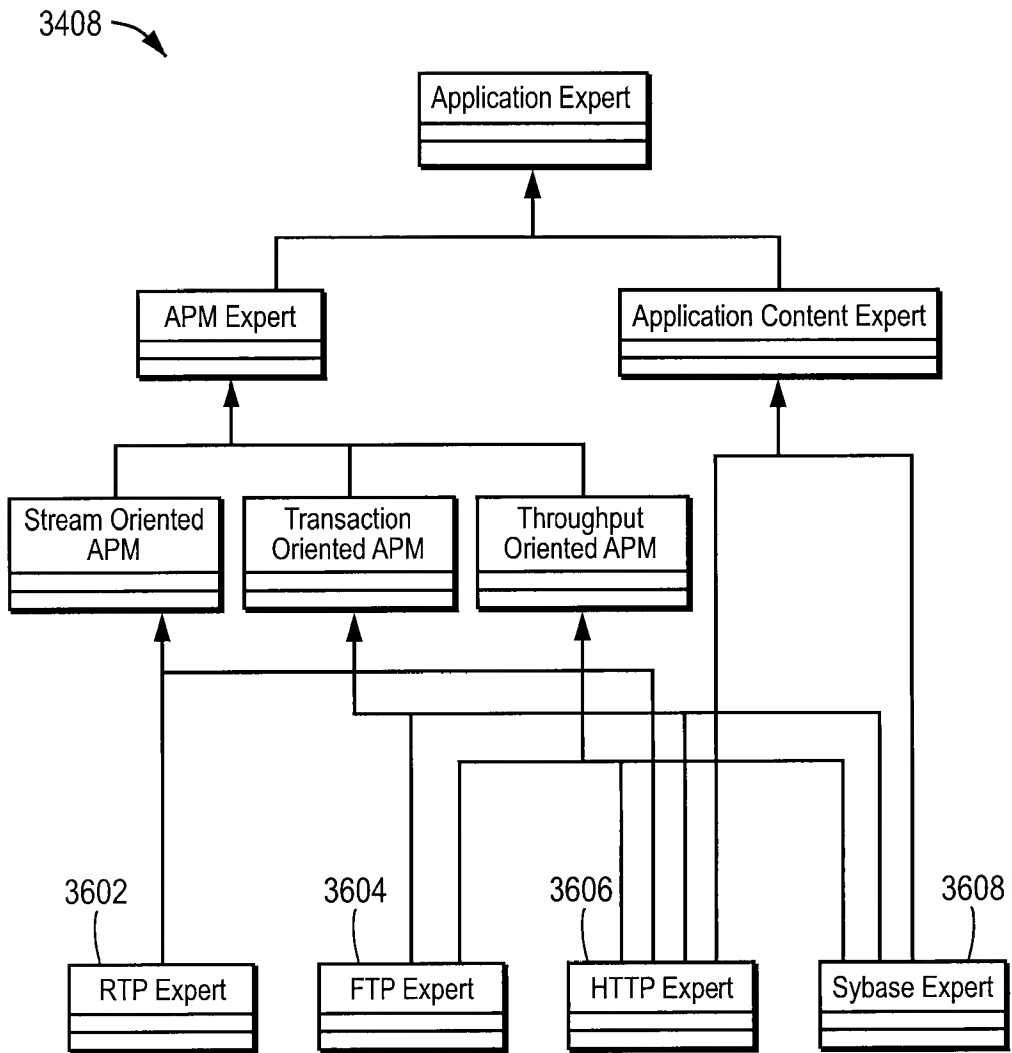 3408
Application Expert
APM Expert
Application Content Expert
Stream Oriented
APM
Transaction
Oriented APM
Throughput
Oriented APM
3602
3604
3606
3608
RTP Expert
FTP Expert
HTTP Expert
Sybase Expert